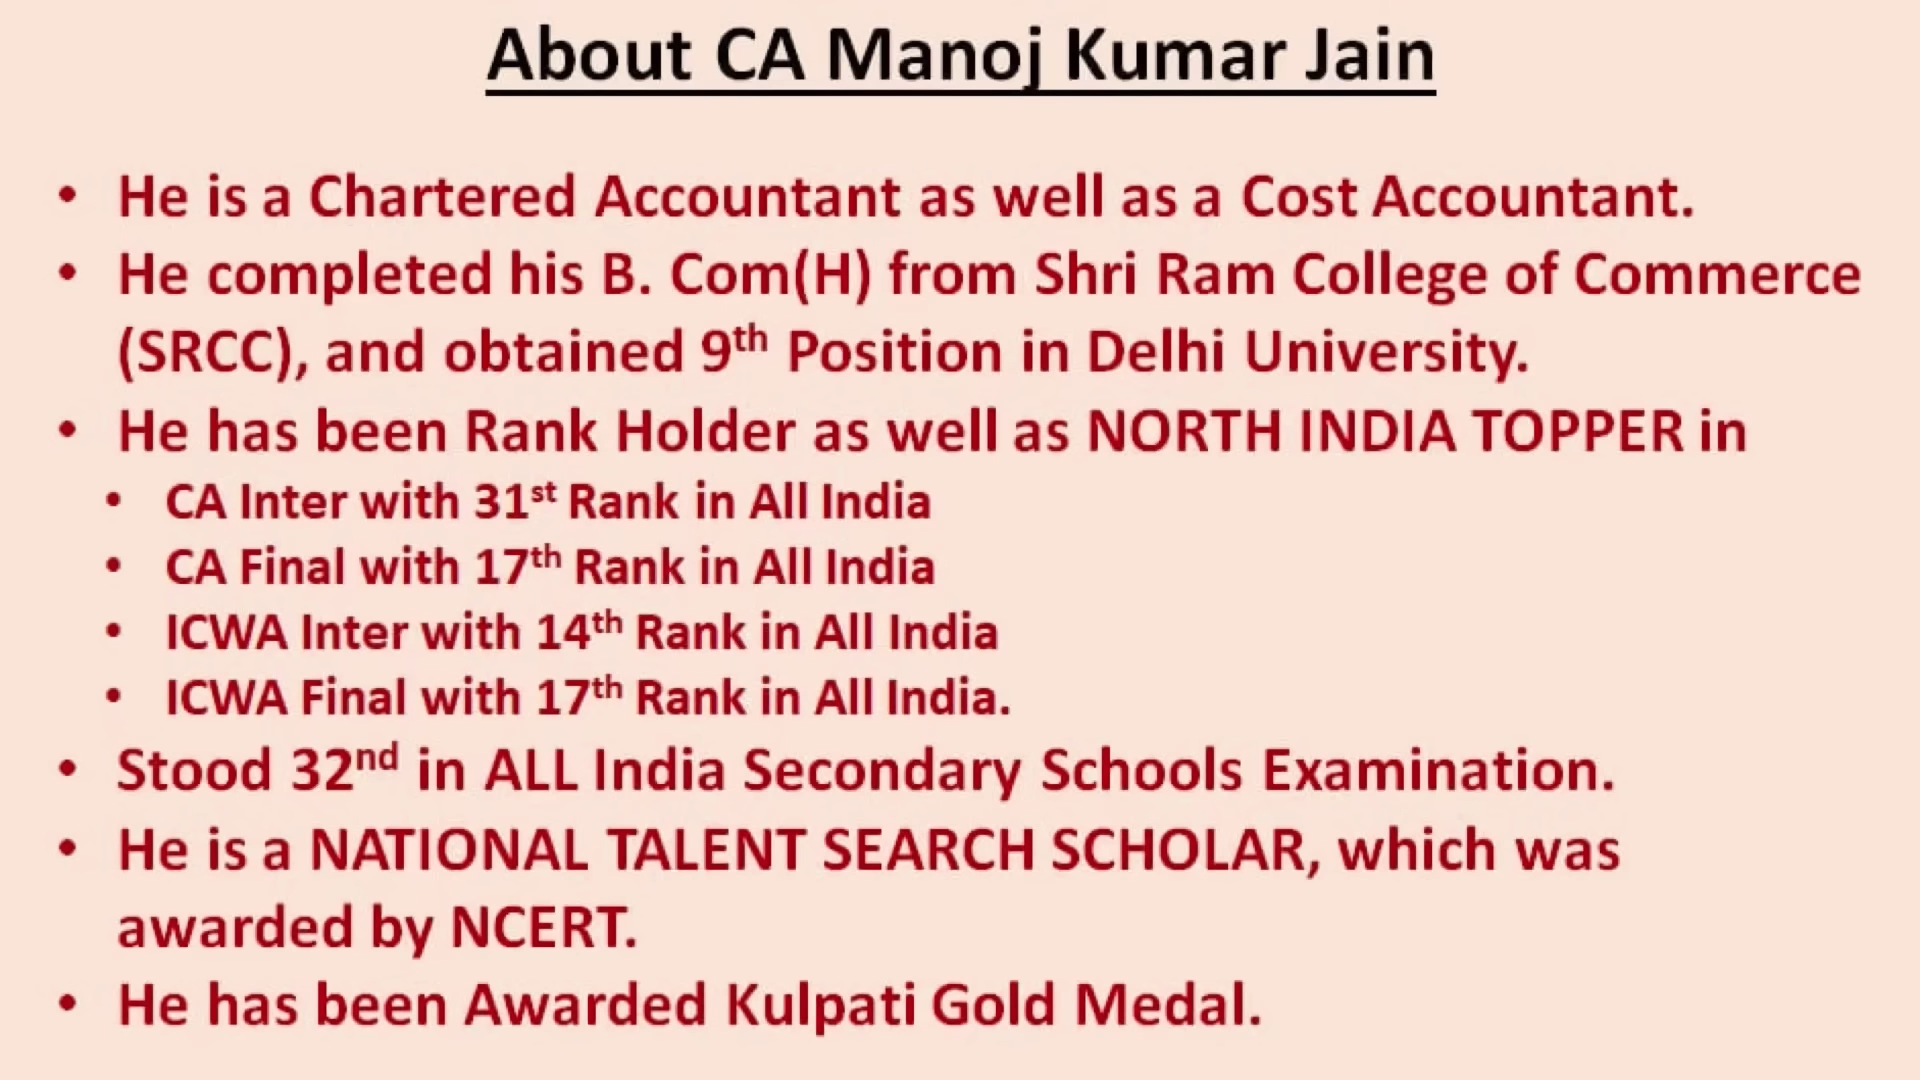 About CA Manoj Kumar Jain
• He is a Chartered Accountant as well as a Cost Accountant.
• He completed his B. Com(H) from Shri Ram College of Commerce
(SRCC), and obtained 9th Position in Delhi University.
• He has been Rank Holder as well as NORTH INDIA TOPPER in
• CA Inter with 31st Rank in All India
• CA Final with 17th Rank in All India
• ICWA Inter with 14th Rank in All India
• ICWA Final with 17th Rank in All India.
• Stood 32nd in ALL India Secondary Schools Examination.
• He is a NATIONAL TALENT SEARCH SCHOLAR, which was
awarded by NCERT.
• He has been Awarded Kulpati Gold Medal.